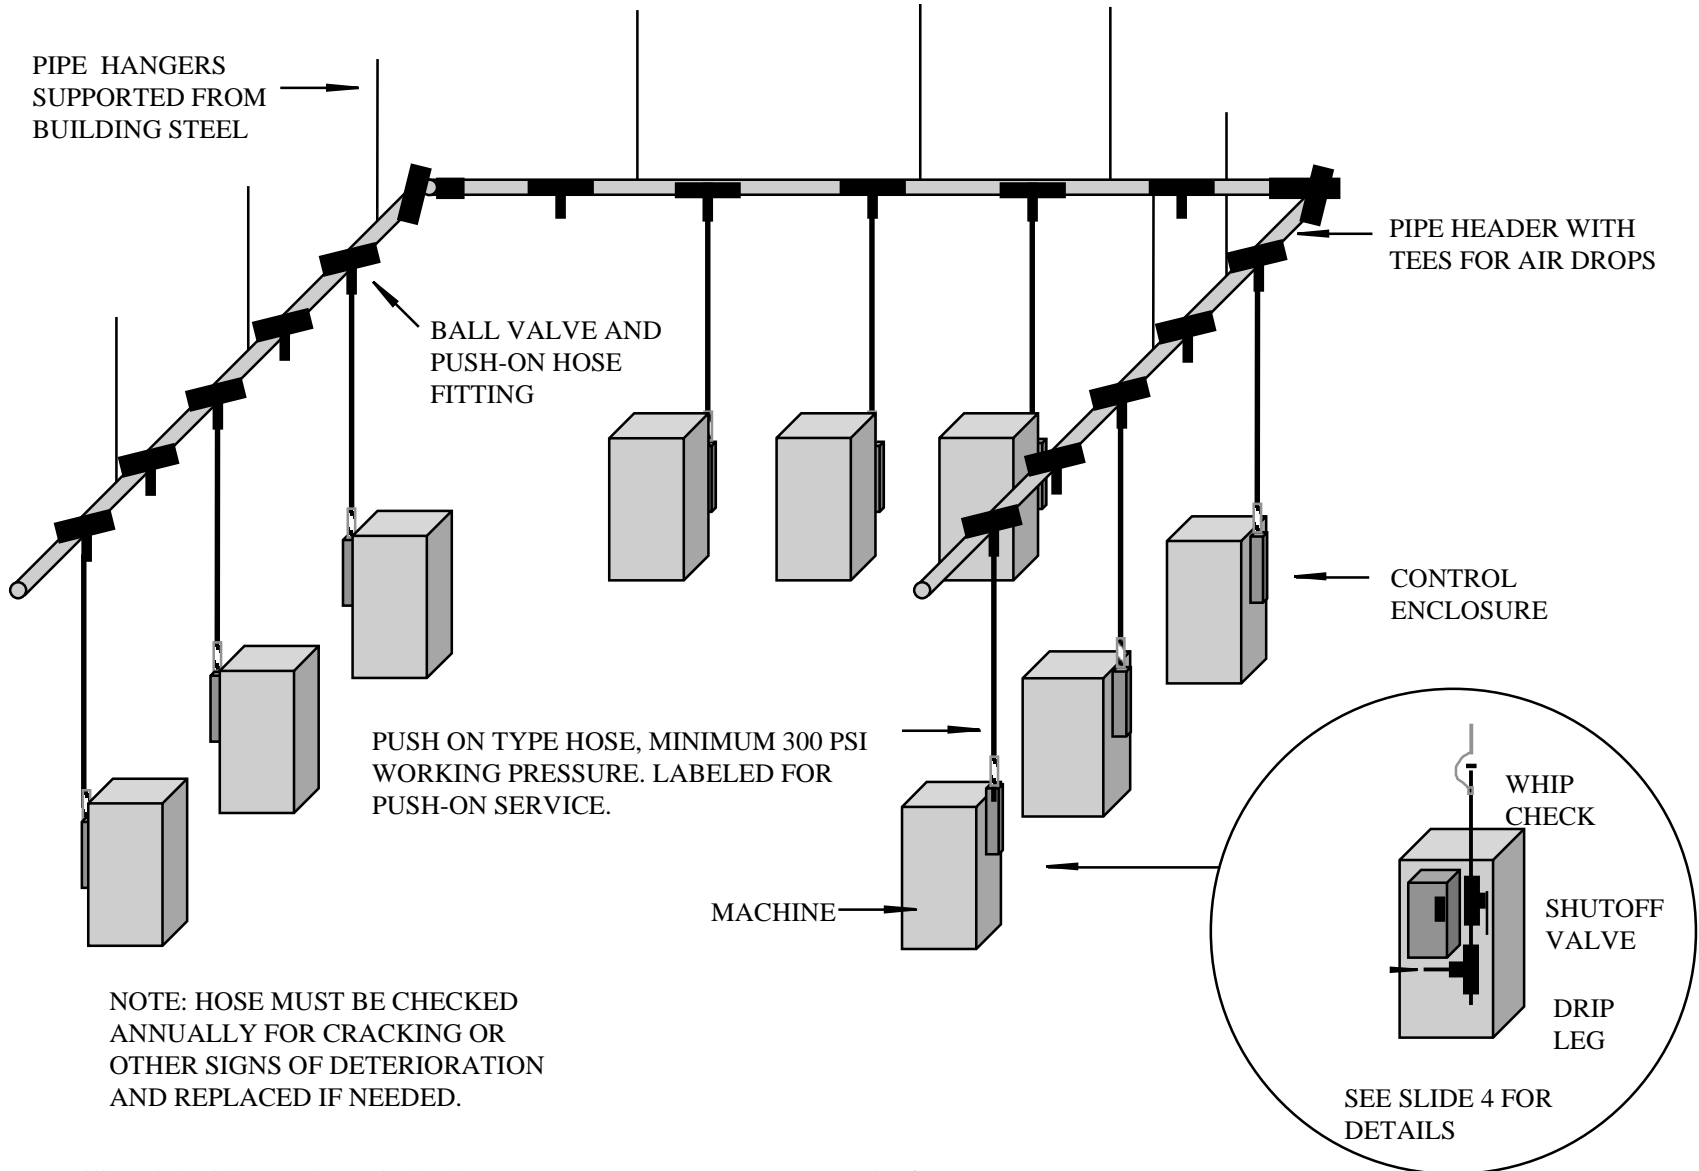 PIPE HANGERS
SUPPORTED FROM
BUILDING STEEL
PIPE HEADER WITH
TEES FOR AIR DROPS
BALL VALVE AND
PUSH-ON HOSE
FITTING
CONTROL
ENCLOSURE
PUSH ON TYPE HOSE, MINIMUM 300 PSI
WORKING PRESSURE. LABELED FOR
PUSH-ON SERVICE.
WHIP
CHECK
MACHINE
SHUTOFF
VALVE
DRIP
LEG
NOTE: HOSE MUST BE CHECKED
ANNUALLY FOR CRACKING OR
OTHER SIGNS OF DETERIORATION
AND REPLACED IF NEEDED.
SEE SLIDE 4 FOR
DETAILS